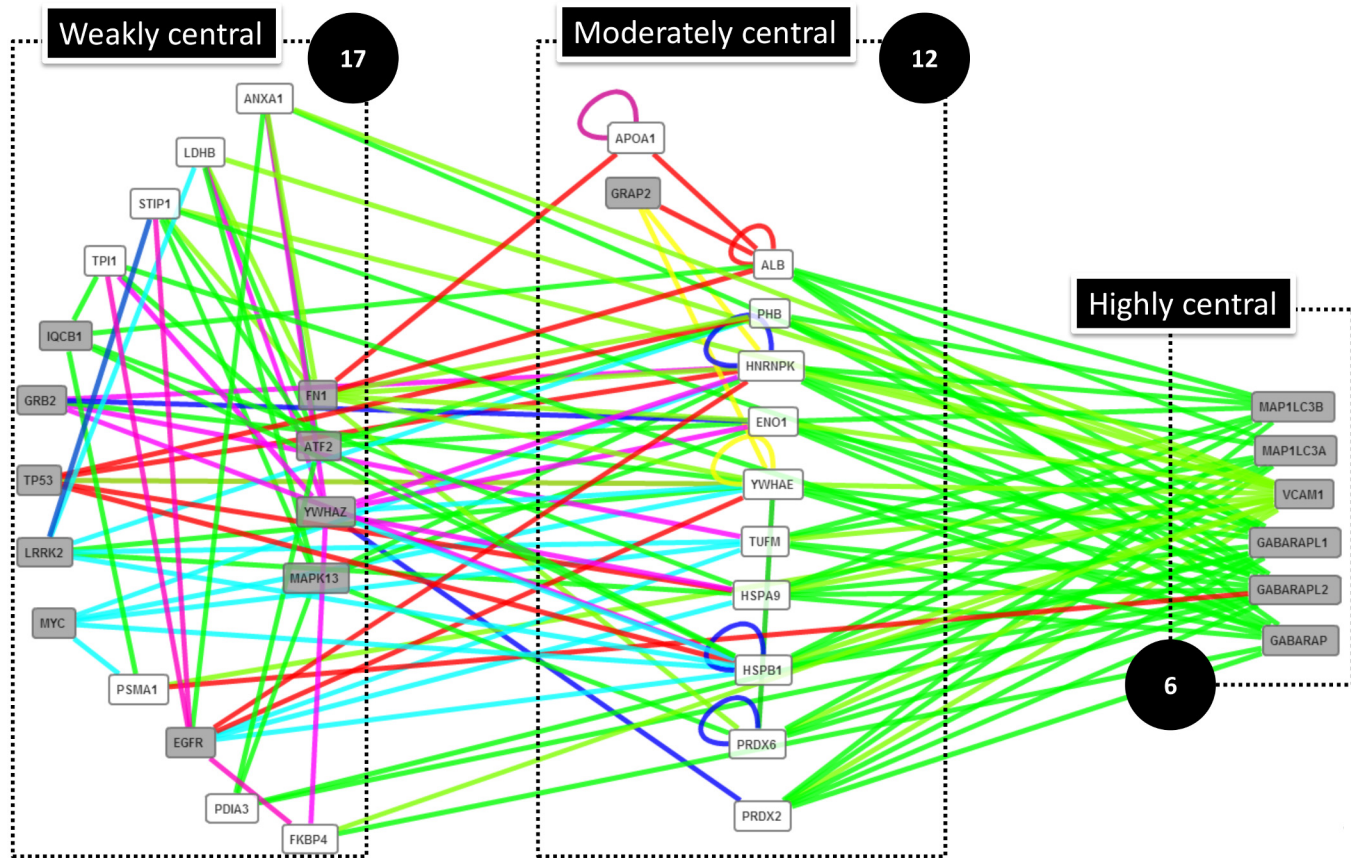 Weakly central
17
Moderately central
12
ANXA1
LDHB
STIP1
TPI1
IQCB1
GRB2
TP53
LRRK2
MYC
PSMA1
EGFR
PDIA3
FKBP4
FN1
ATF2
YWHAZ
MAPK13
APOA1
GRAP2
ALB
PHB
HNRNPK
ENO1
YWHAE
TUFM
HSPA9
HSPB1
PRDX6
PRDX2
Highly central
MAP1LC3B
MAP1LC3A
VCAM1
GABARAPL1
GABARAPL2
GABARAP
6